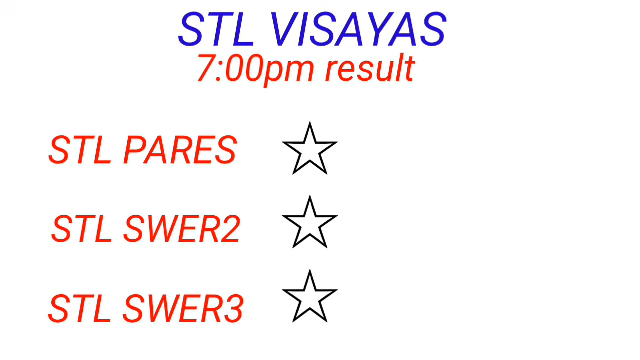 STL VISAYAS
7:00pm result
STL PARES
STL SWER2
STL SWER3